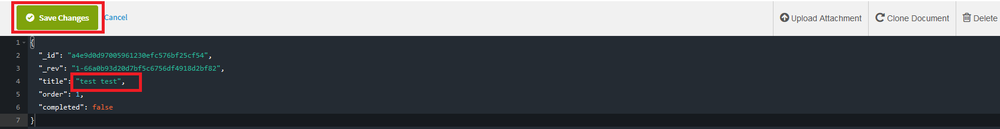 Save Changes Cancel Upload Attachment Clone Document Delete
1 {
2 "_id": "a4e9d0d97005961230efc576bf25cf54",
3 "_rev": "1-66a0b93d20d7bf5c6756df4918d2bf82",
4 "title": "test test",
5 "order": 1,
6 "completed": false
7 }